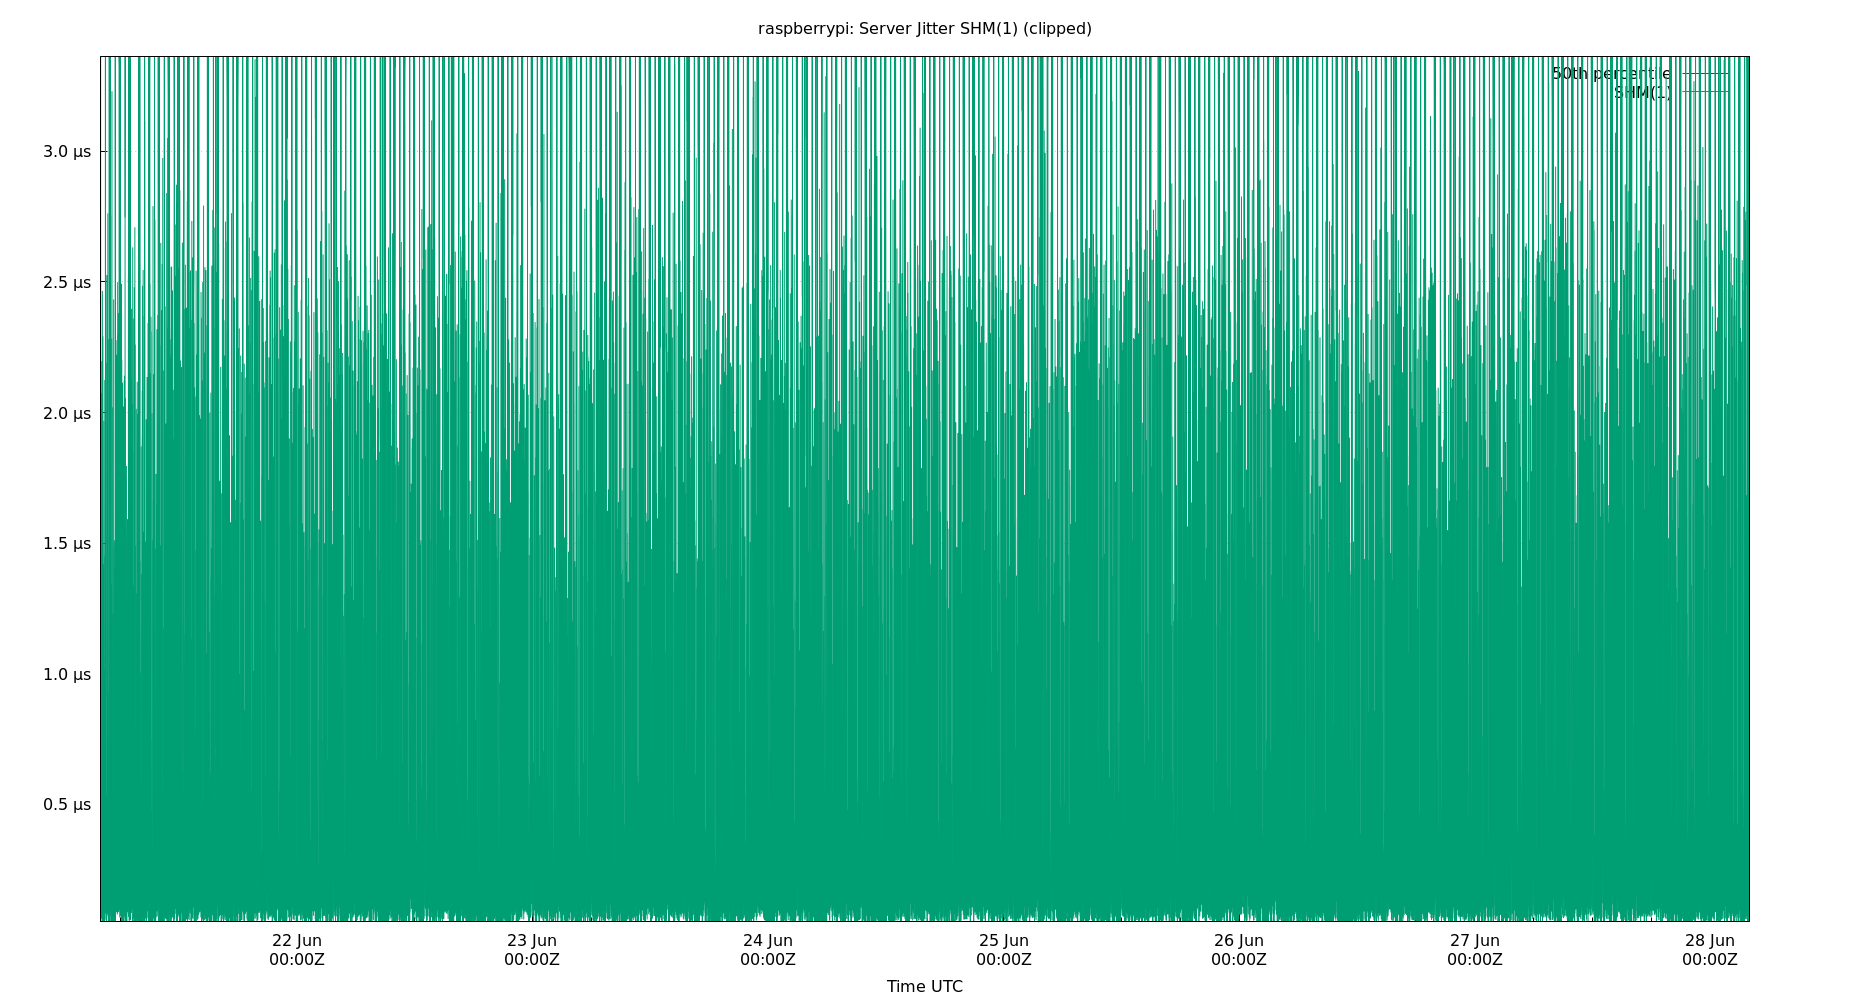 raspberrypi: Server Jitter SHM(1) (clipped)
50th percentile
SHM(1)
3.0 µs
2.5 µs
2.0 µs
1.5 µs
1.0 µs
0.5 µs
22 Jun 23 Jun 24 Jun 25 Jun 26 Jun 27 Jun 28 Jun
00:00Z 00:00Z 00:00Z 00:00Z 00:00Z 00:00Z 00:00Z
Time UTC